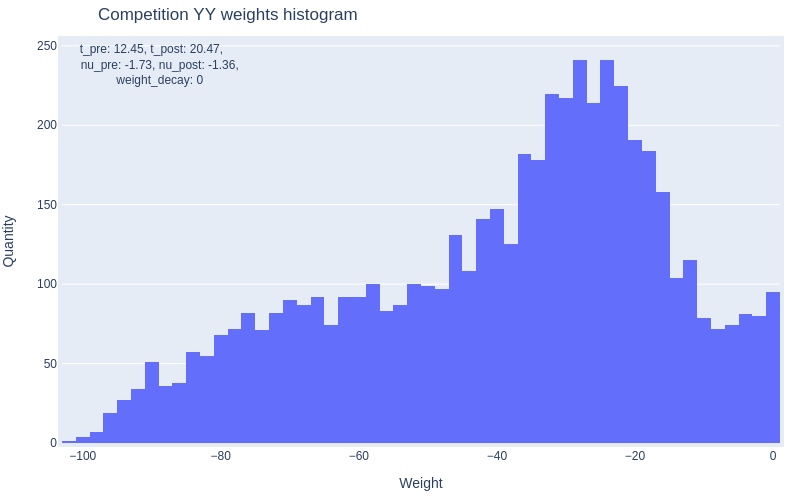 Competition YY weights histogram
t_pre: 12.45, t_post: 20.47,
nu_pre: -1.73, nu_post: -1.36,
weight_decay: 0
250
200
150
100
50
0
Quantity
−100
−80
−60
−40
−20
0
Weight